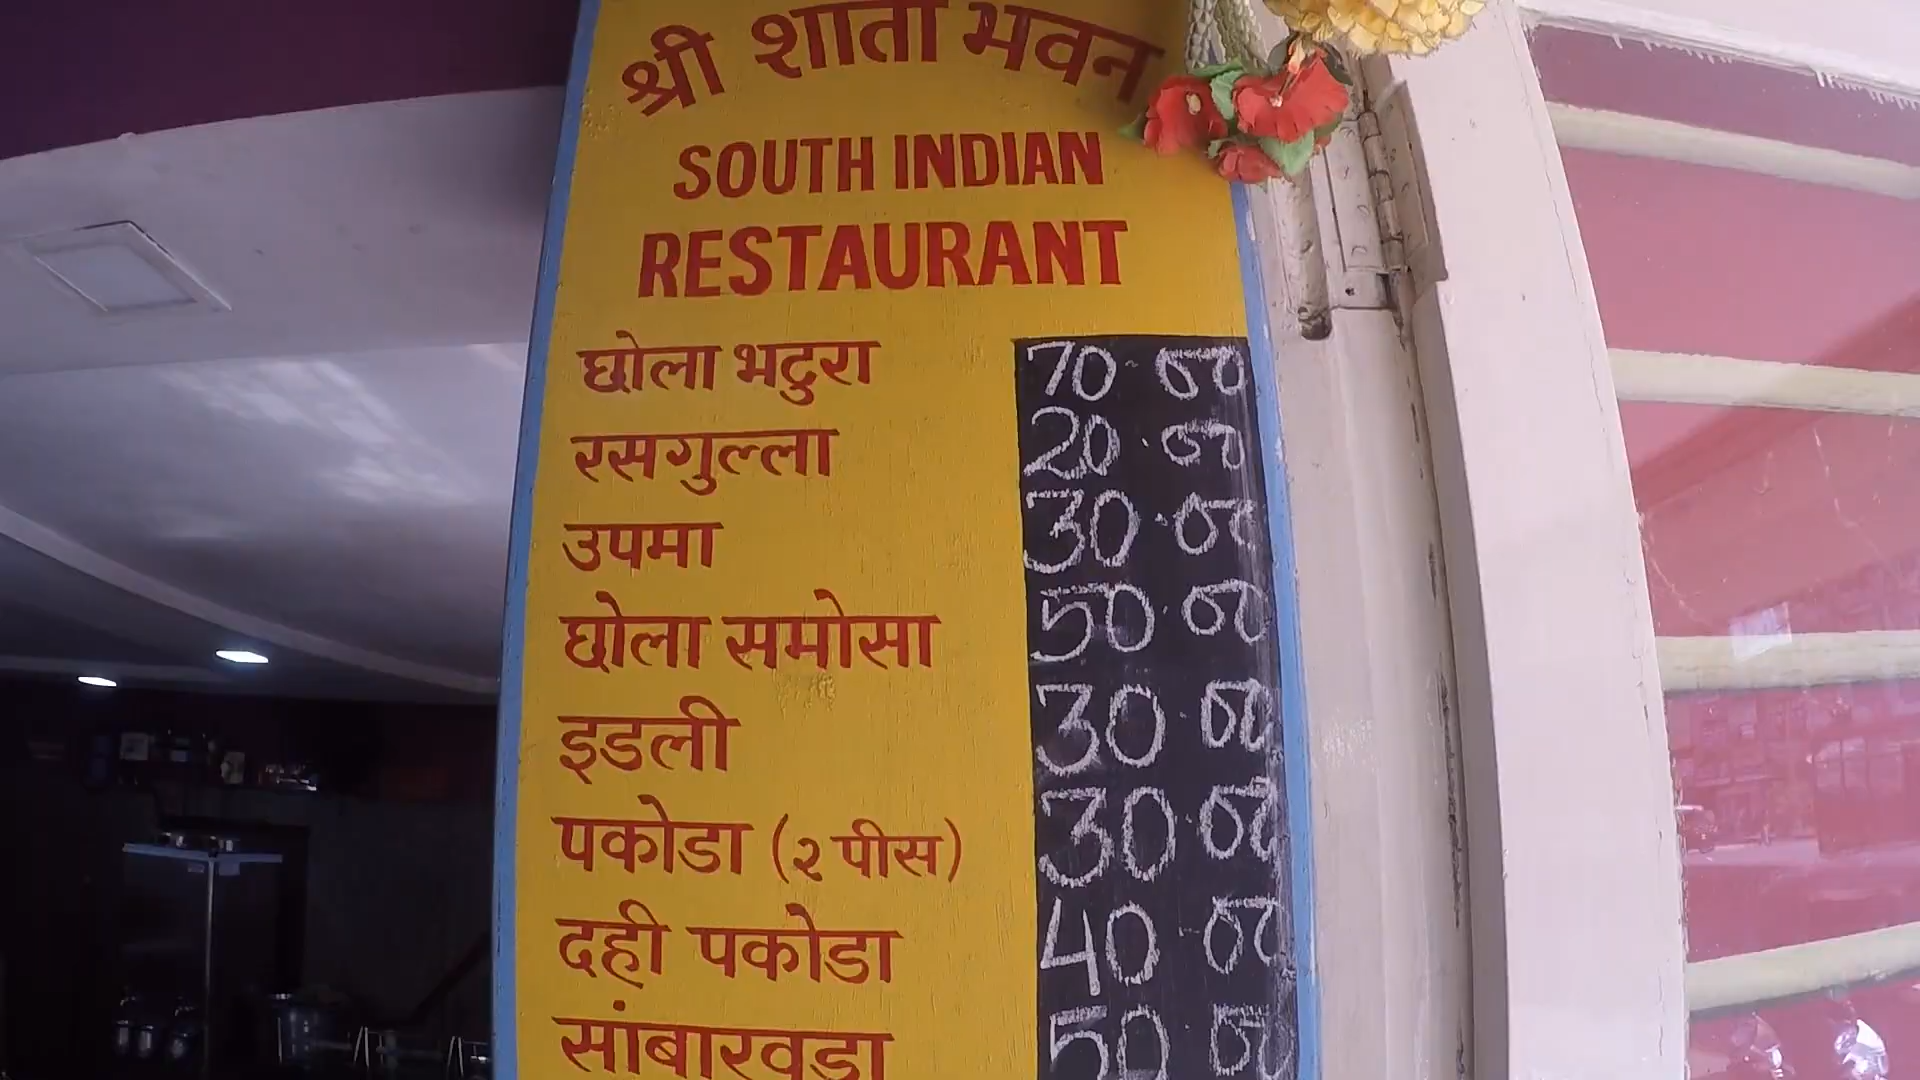 श्री शाता भवन
SOUTH INDIAN
RESTAURANT
छोला भटुरा 70.00
रसगुल्ला 20.00
उपमा 30.00
छोला समोसा 50.00
इडली 30.00
पकोडा (२ पीस) 30.00
दही पकोडा 40.00
सांबारवडा 50.00